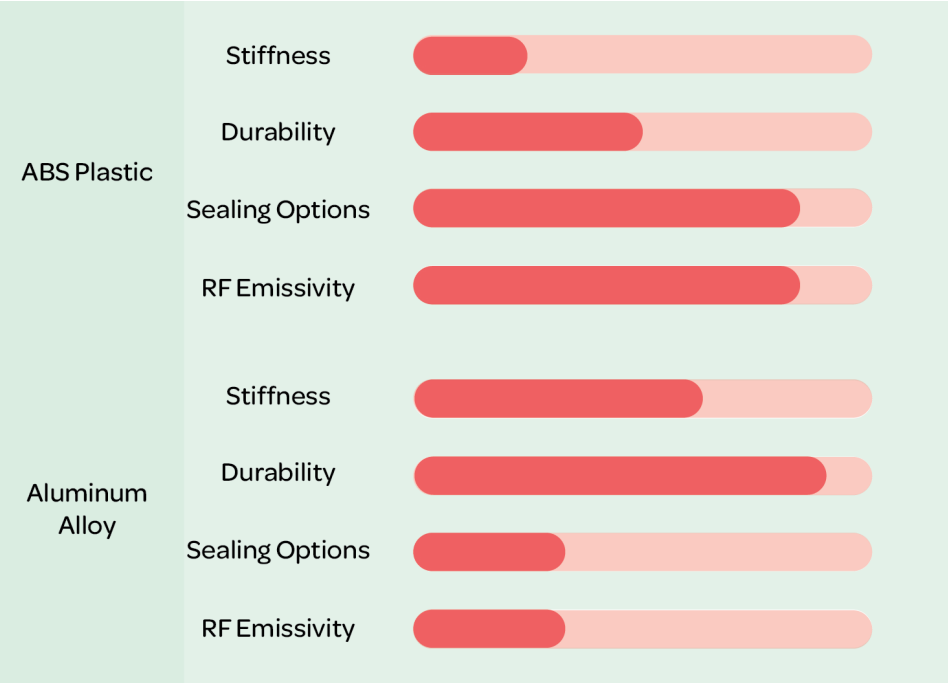 ABS Plastic
Stiffness
Durability
Sealing Options
RF Emissivity
Aluminum
Alloy
Stiffness
Durability
Sealing Options
RF Emissivity